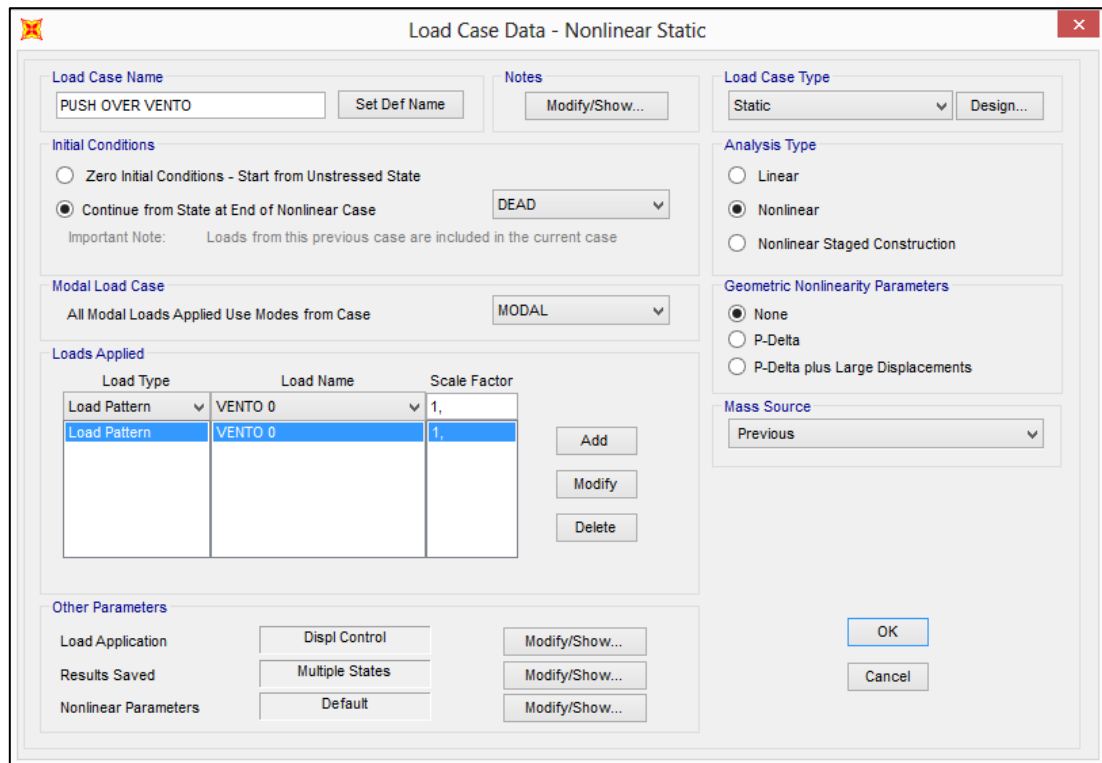 Load Case Data - Nonlinear Static
Load Case Name
PUSH OVER VENTO
Set Def Name
Notes
Modify/Show...
Load Case Type
Static
Design...
Initial Conditions
Zero Initial Conditions - Start from Unstressed State
Continue from State at End of Nonlinear Case
DEAD
Important Note: Loads from this previous case are included in the current case
Analysis Type
Linear
Nonlinear
Nonlinear Staged Construction
Modal Load Case
All Modal Loads Applied Use Modes from Case
MODAL
Geometric Nonlinearity Parameters
None
P-Delta
P-Delta plus Large Displacements
Loads Applied
Load Type Load Name Scale Factor
Load Pattern VENTO 0 1,
Load Pattern VENTO 0 1,
Add
Modify
Delete
Mass Source
Previous
Other Parameters
Load Application Displ Control Modify/Show...
Results Saved Multiple States Modify/Show...
Nonlinear Parameters Default Modify/Show...
OK
Cancel